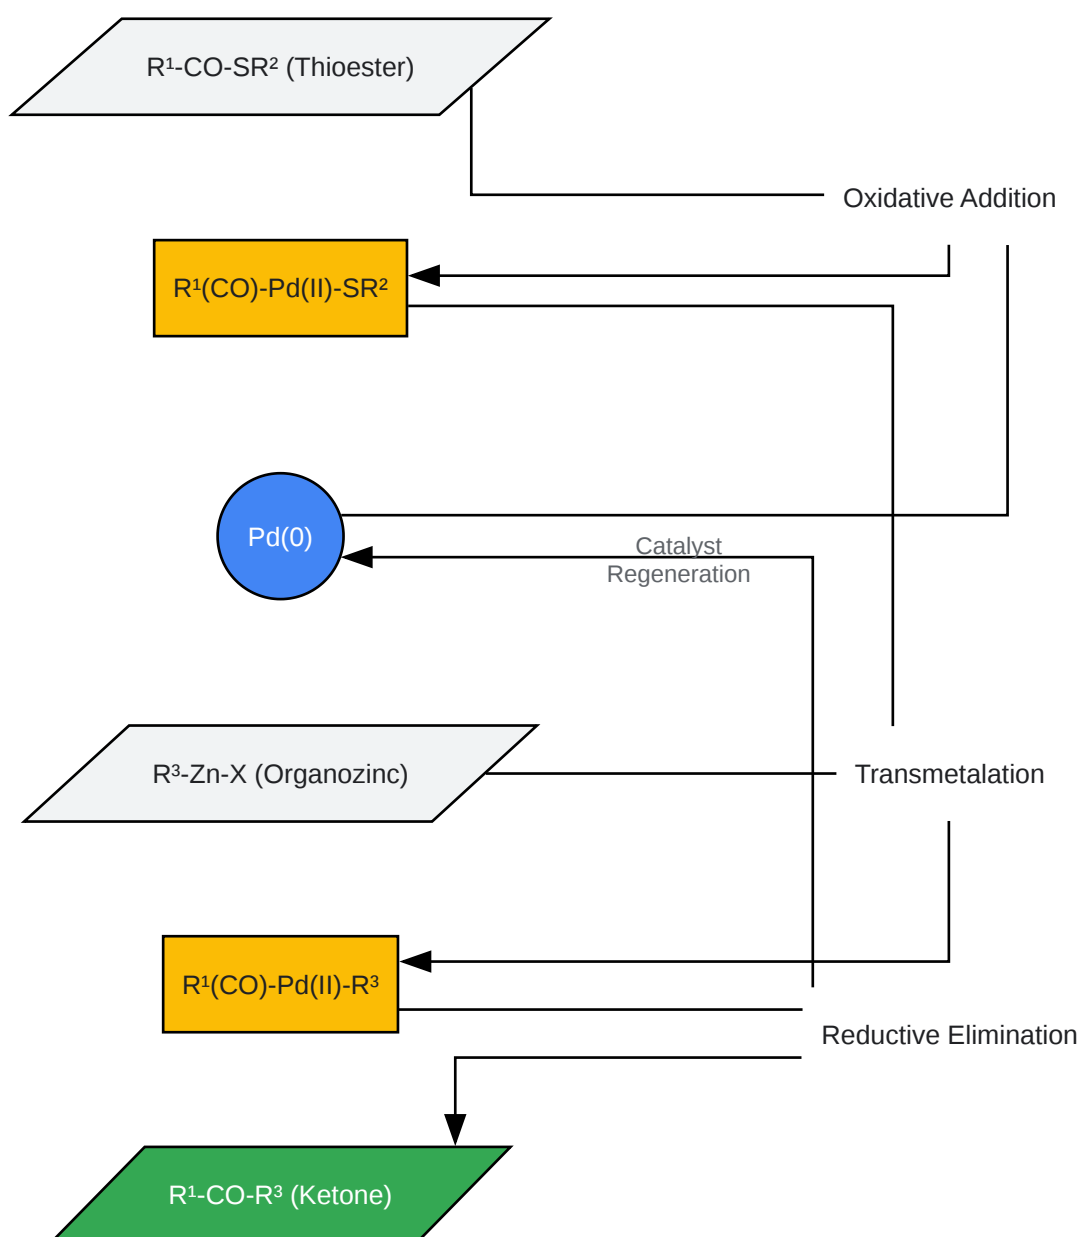 R¹-CO-SR² (Thioester)
Oxidative Addition
R¹(CO)-Pd(II)-SR²
Pd(0)
Catalyst
Regeneration
R³-Zn-X (Organozinc)
Transmetalation
R¹(CO)-Pd(II)-R³
Reductive Elimination
R¹-CO-R³ (Ketone)